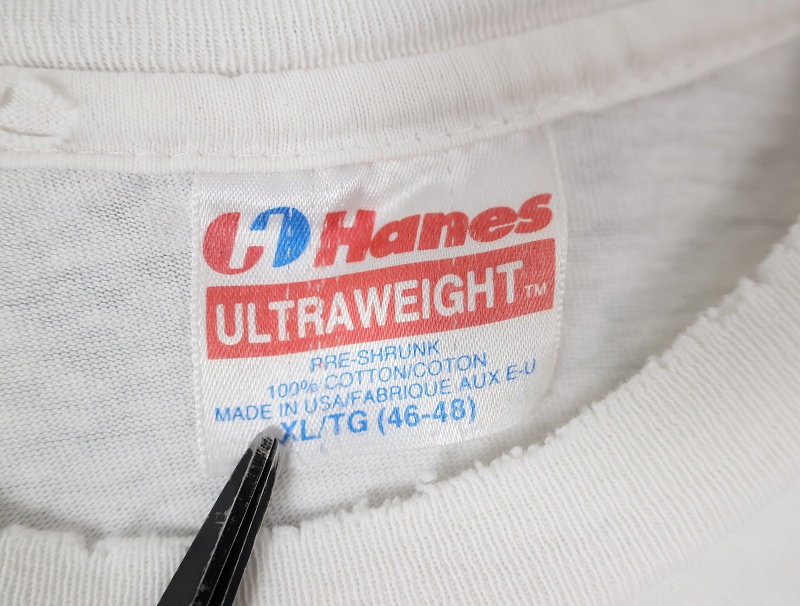 Hanes
ULTRAWEIGHT™
PRE-SHRUNK
100% COTTON/COTON
MADE IN USA/FABRIQUE AUX E-U
XL/TG (46-48)